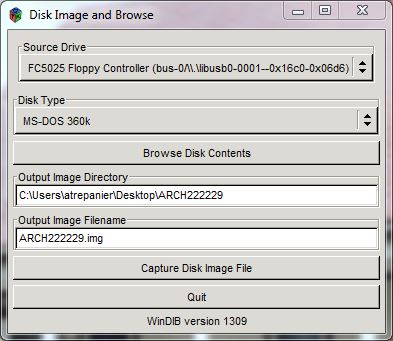 Disk Image and Browse
Source Drive
FC5025 Floppy Controller (bus-0/\\.\libusb0-0001--0x16c0-0x06d6)
Disk Type
MS-DOS 360k
Browse Disk Contents
Output Image Directory
C:\Users\atrepanier\Desktop\ARCH222229
Output Image Filename
ARCH222229.img
Capture Disk Image File
Quit
WinDIB version 1309